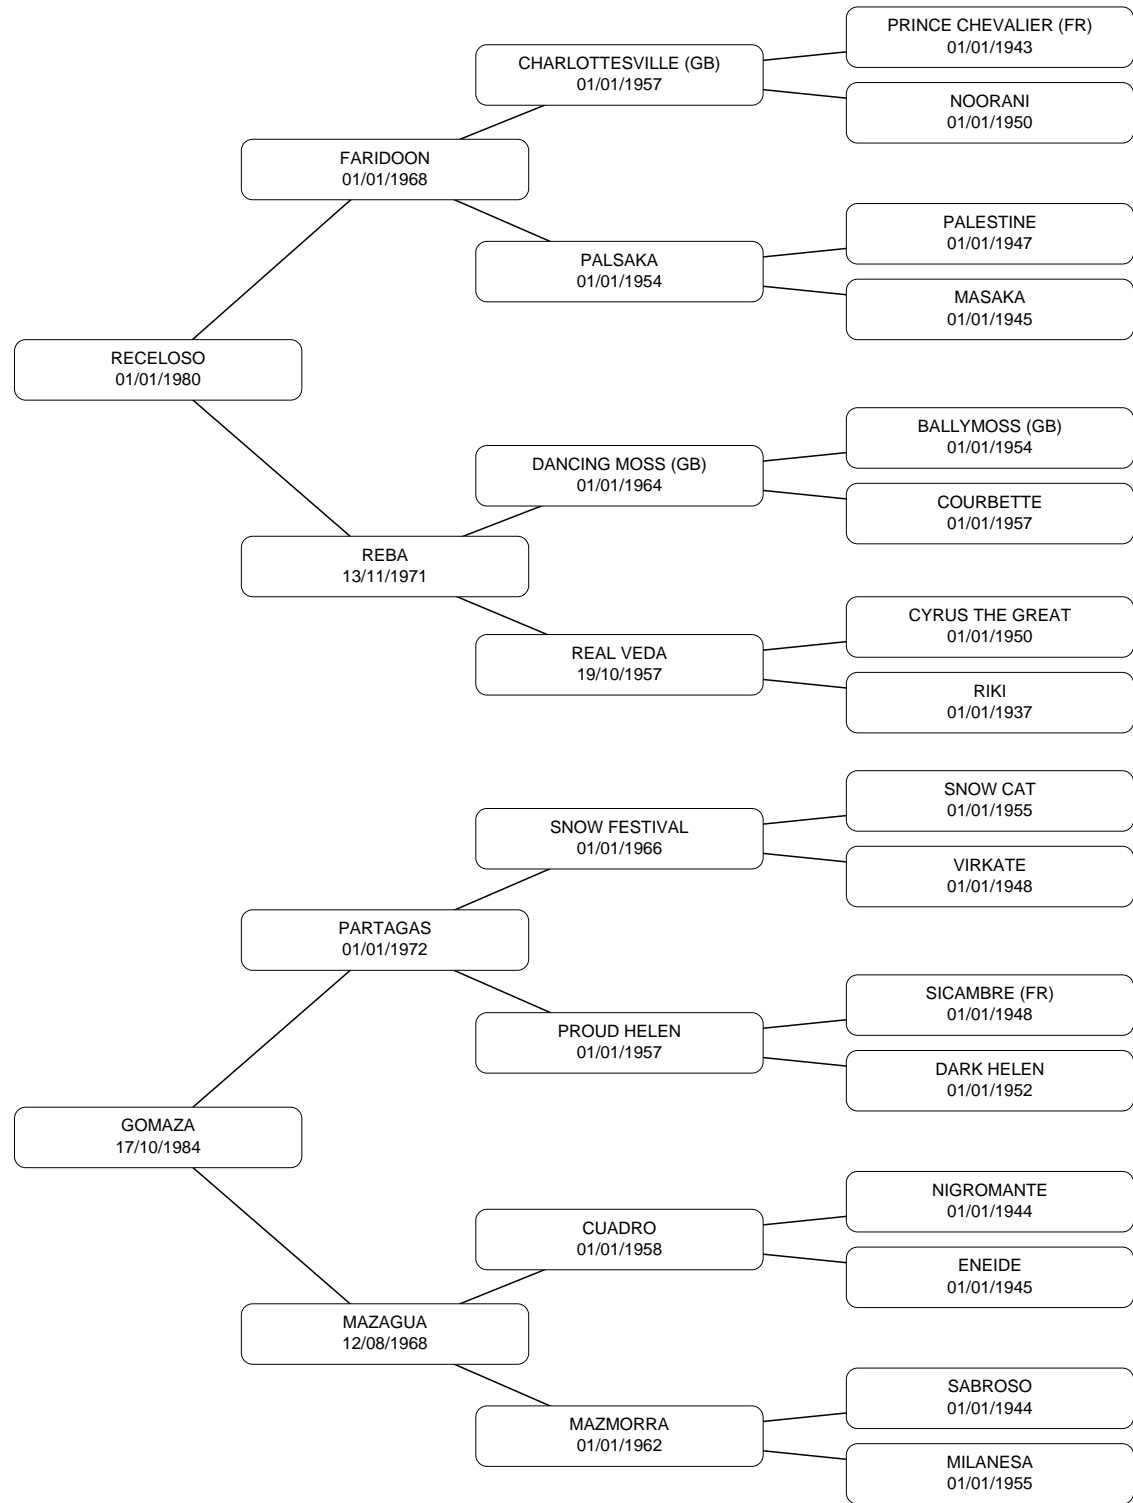 PRINCE CHEVALIER (FR)
01/01/1943
CHARLOTTESVILLE (GB)
01/01/1957
NOORANI
01/01/1950
FARIDOON
01/01/1968
PALESTINE
01/01/1947
PALSAKA
01/01/1954
MASAKA
01/01/1945
RECELOSO
01/01/1980
BALLYMOSS (GB)
01/01/1954
DANCING MOSS (GB)
01/01/1964
COURBETTE
01/01/1957
REBA
13/11/1971
CYRUS THE GREAT
01/01/1950
REAL VEDA
19/10/1957
RIKI
01/01/1937
SNOW CAT
01/01/1955
SNOW FESTIVAL
01/01/1966
VIRKATE
01/01/1948
PARTAGAS
01/01/1972
SICAMBRE (FR)
01/01/1948
PROUD HELEN
01/01/1957
DARK HELEN
01/01/1952
GOMAZA
17/10/1984
NIGROMANTE
01/01/1944
CUADRO
01/01/1958
ENEIDE
01/01/1945
MAZAGUA
12/08/1968
SABROSO
01/01/1944
MAZMORRA
01/01/1962
MILANESA
01/01/1955